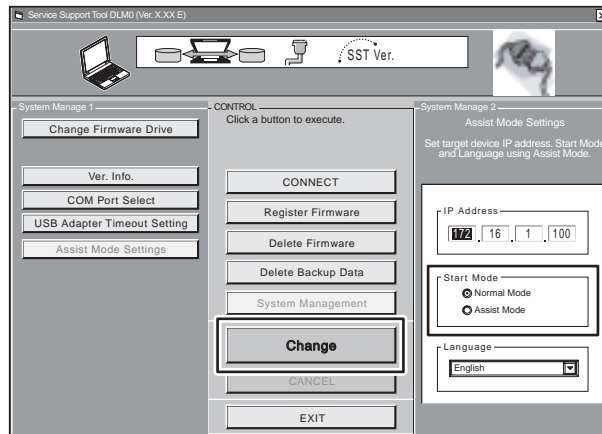 Service Support Tool DLM0 (Ver. X.XX E)
SST Ver.
System Manage 1
Change Firmware Drive
Ver. Info.
COM Port Select
USB Adapter Timeout Setting
Assist Mode Settings
CONTROL
Click a button to execute.
CONNECT
Register Firmware
Delete Firmware
Delete Backup Data
System Management
Change
CANCEL
EXIT
System Manage 2
Assist Mode Settings
Set target device IP address. Start Mode
and Language using Assist Mode.
IP Address
172 . 16 . 1 . 100
Start Mode
Normal Mode
Assist Mode
Language
English